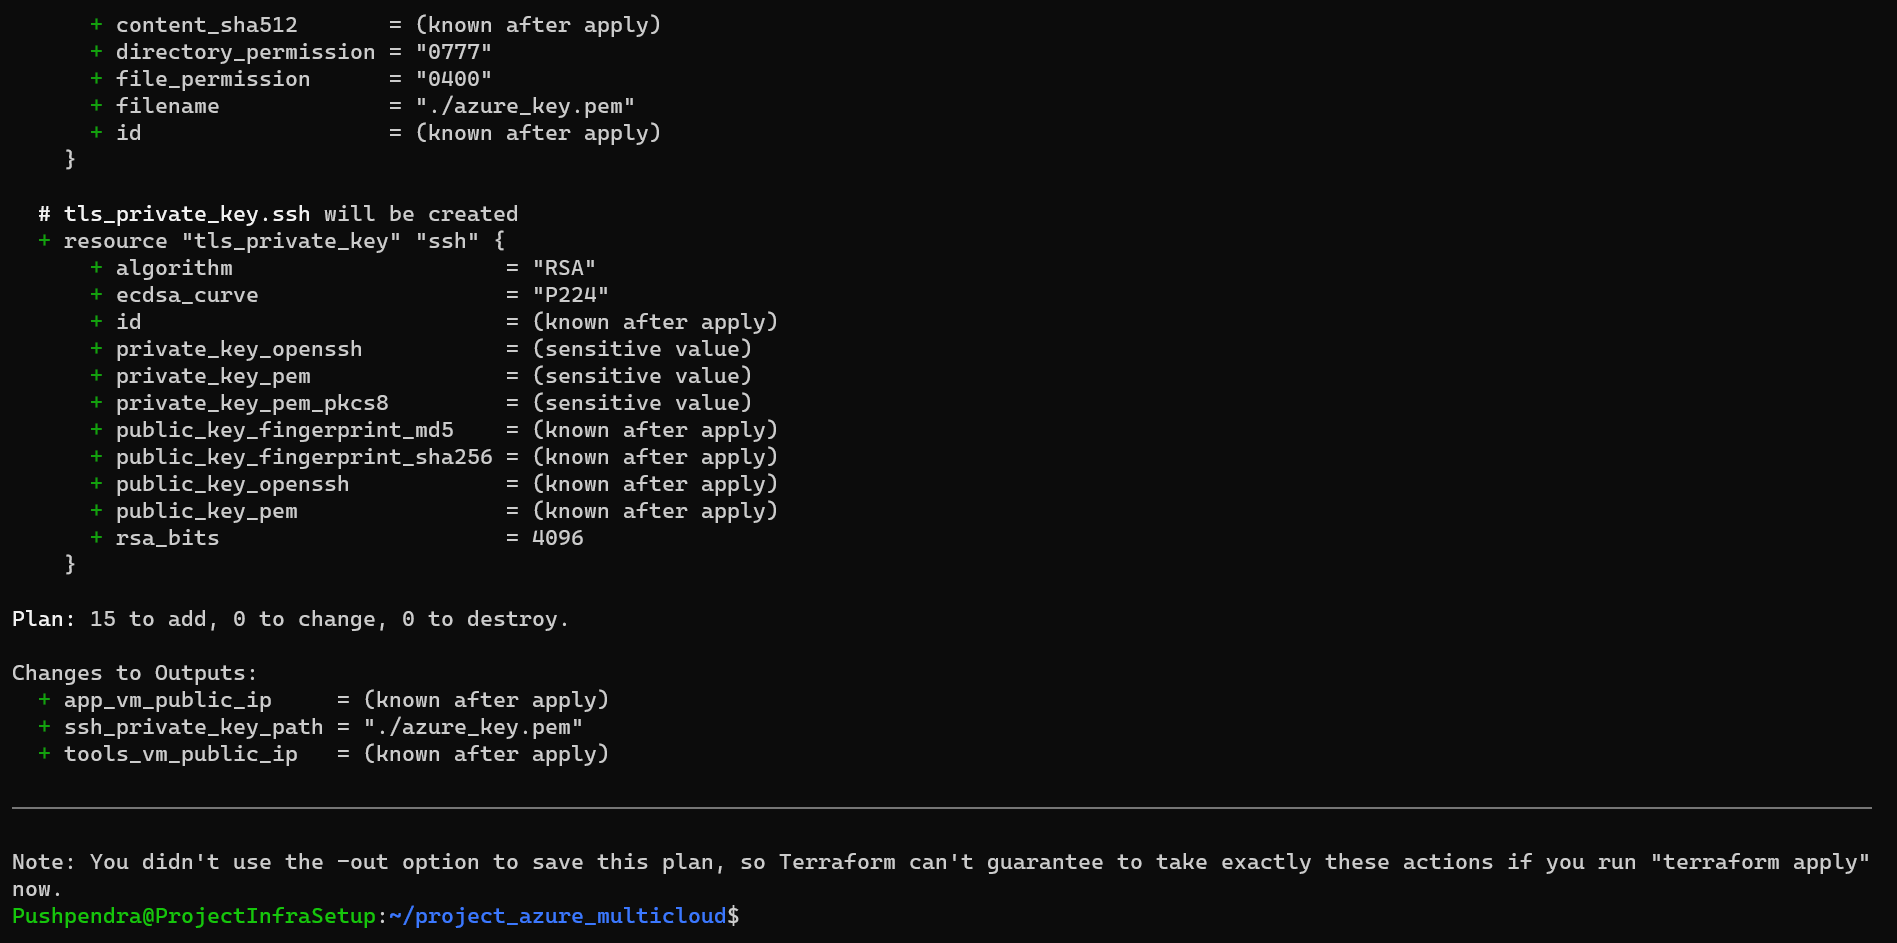 + content_sha512       = (known after apply)
      + directory_permission = "0777"
      + file_permission      = "0400"
      + filename             = "./azure_key.pem"
      + id                   = (known after apply)
    }

  # tls_private_key.ssh will be created
  + resource "tls_private_key" "ssh" {
      + algorithm                     = "RSA"
      + ecdsa_curve                   = "P224"
      + id                            = (known after apply)
      + private_key_openssh           = (sensitive value)
      + private_key_pem               = (sensitive value)
      + private_key_pem_pkcs8         = (sensitive value)
      + public_key_fingerprint_md5    = (known after apply)
      + public_key_fingerprint_sha256 = (known after apply)
      + public_key_openssh            = (known after apply)
      + public_key_pem                = (known after apply)
      + rsa_bits                      = 4096
    }

Plan: 15 to add, 0 to change, 0 to destroy.

Changes to Outputs:
  + app_vm_public_ip     = (known after apply)
  + ssh_private_key_path = "./azure_key.pem"
  + tools_vm_public_ip   = (known after apply)

Note: You didn't use the -out option to save this plan, so Terraform can't guarantee to take exactly these actions if you run "terraform apply"
now.
Pushpendra@ProjectInfraSetup:~/project_azure_multicloud$